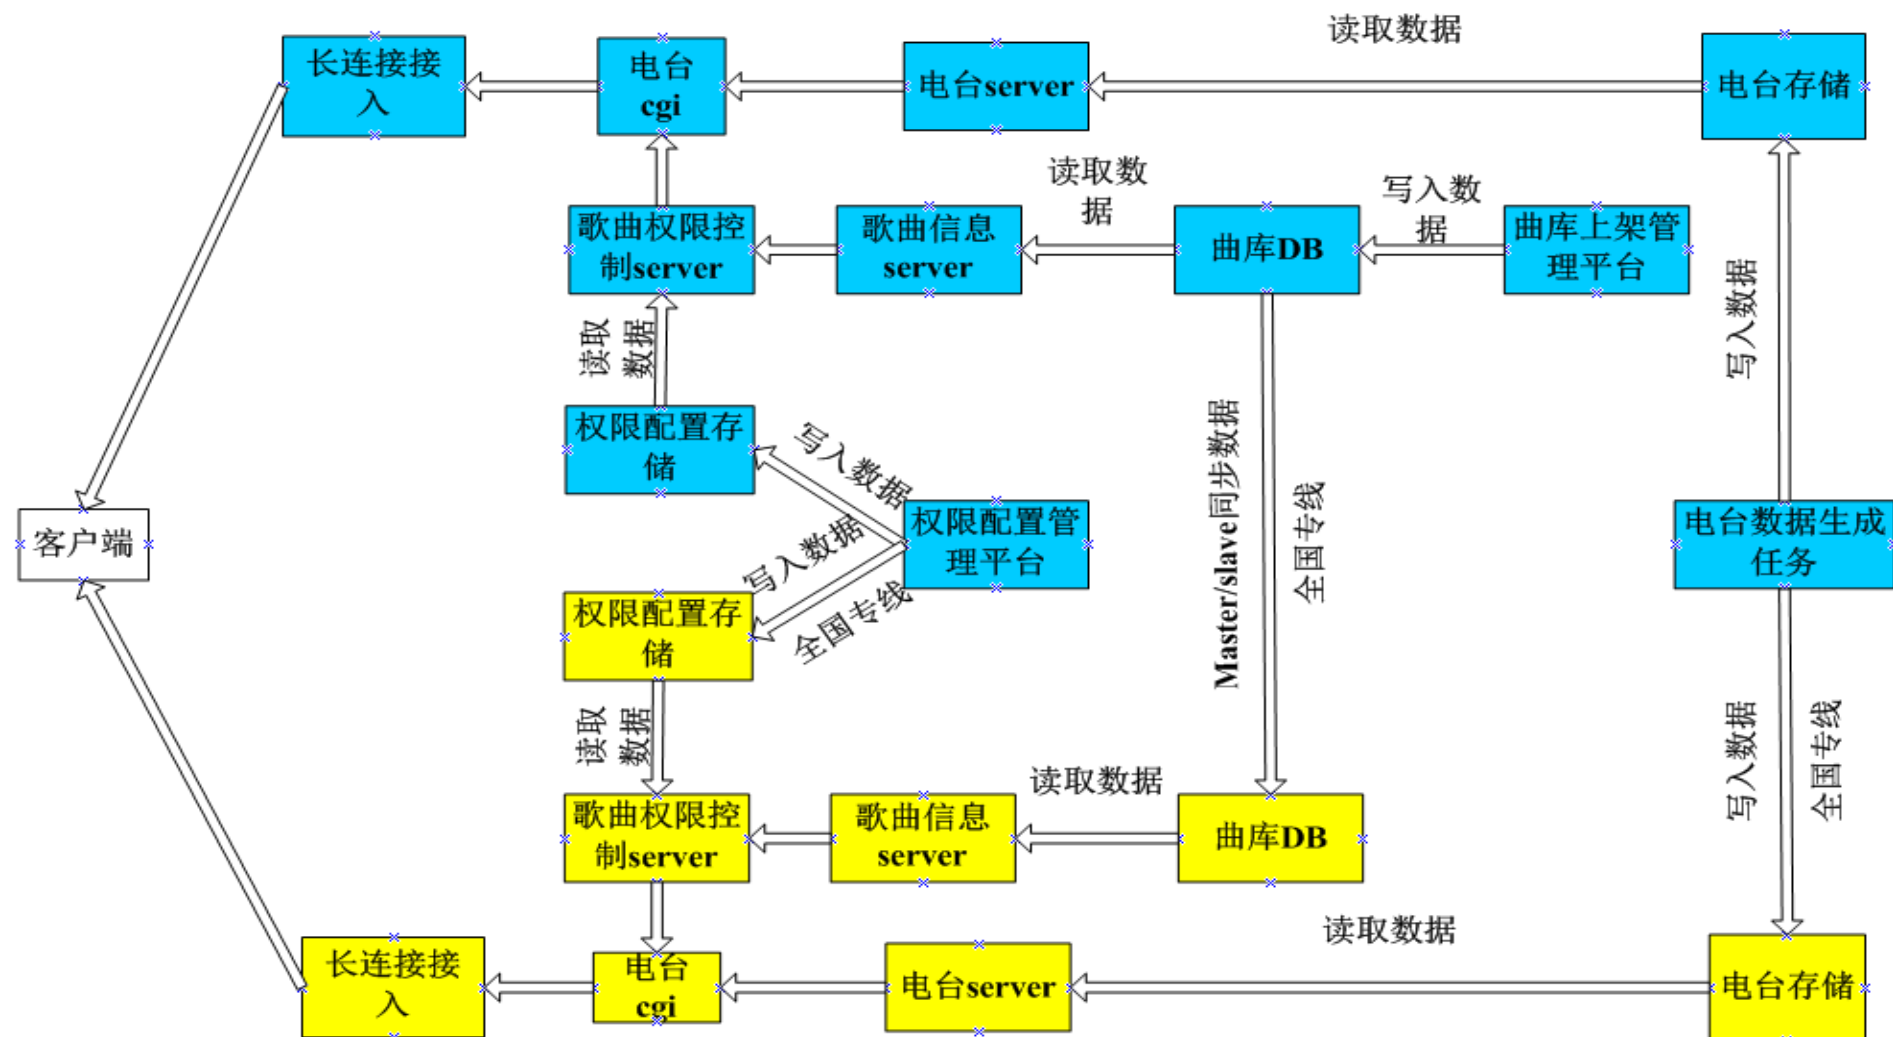 读取数据
长连接接
入
电台
cgi
电台server
电台存储
读取数
据
写入数
据
歌曲权限控
制server
歌曲信息
server
曲库DB
曲库上架管
理平台
读取
数据
写入数据
权限配置存
储
写入数据
Master/slave同步数据
全国专线
客户端
写入数据
权限配置管
理平台
电台数据生成
任务
权限配置存
储
全国专线
读取
数据
写入数据
全国专线
读取数据
歌曲权限控
制server
歌曲信息
server
曲库DB
读取数据
长连接接
入
电台
cgi
电台server
电台存储